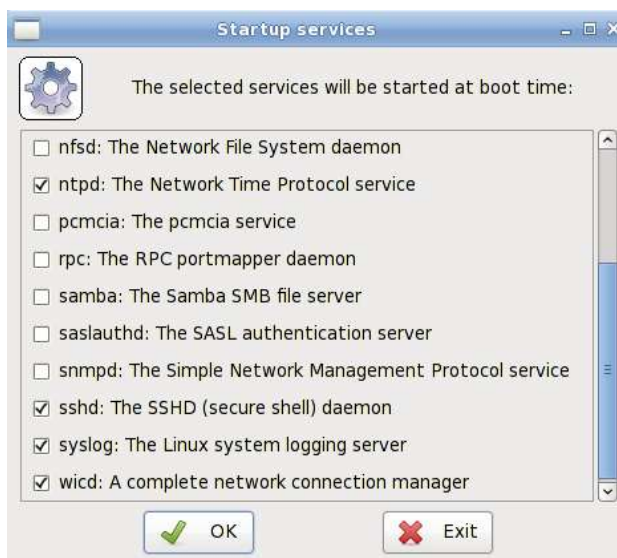 Startup services
The selected services will be started at boot time:
nfsd: The Network File System daemon
ntpd: The Network Time Protocol service
pcmcia: The pcmcia service
rpc: The RPC portmapper daemon
samba: The Samba SMB file server
saslauthd: The SASL authentication server
snmpd: The Simple Network Management Protocol service
sshd: The SSHD (secure shell) daemon
syslog: The Linux system logging server
wicd: A complete network connection manager
OK Exit